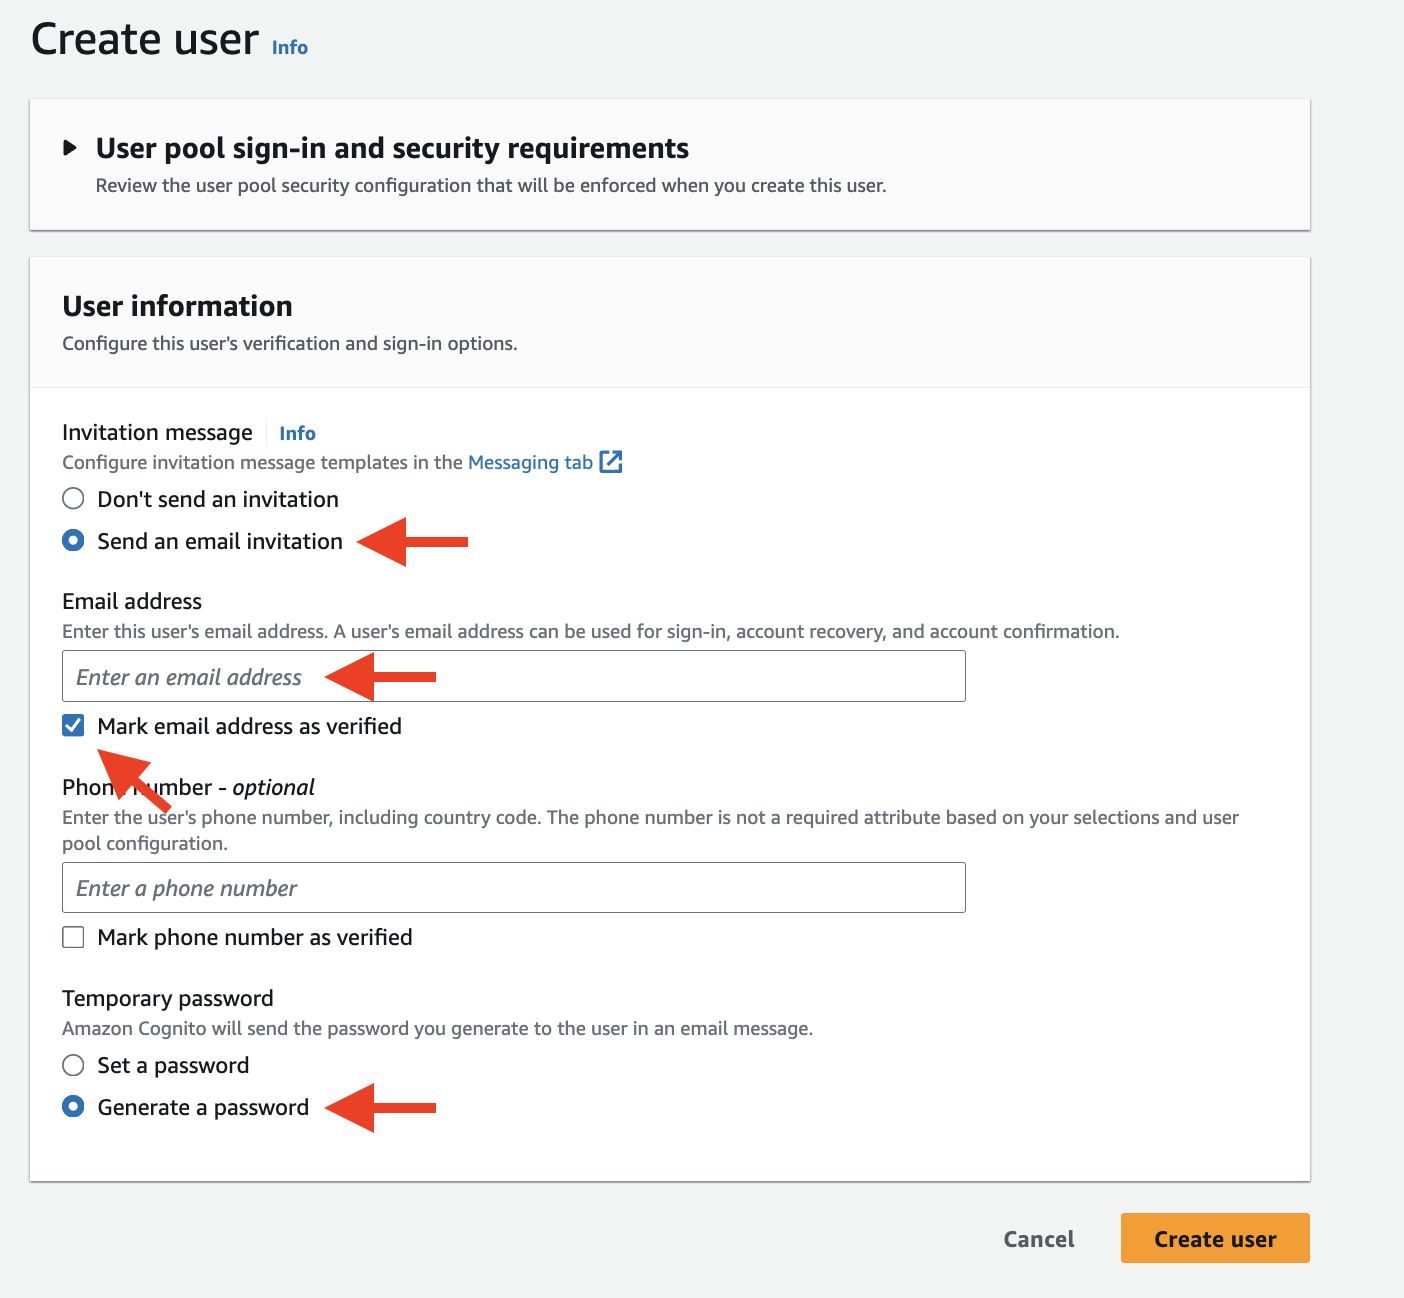 Create user Info
User pool sign-in and security requirements
Review the user pool security configuration that will be enforced when you create this user.
User information
Configure this user's verification and sign-in options.
Invitation message Info
Configure invitation message templates in the Messaging tab
Don't send an invitation
Send an email invitation
Email address
Enter this user's email address. A user's email address can be used for sign-in, account recovery, and account confirmation.
Enter an email address
Mark email address as verified
Phone number - optional
Enter the user's phone number, including country code. The phone number is not a required attribute based on your selections and user
pool configuration.
Enter a phone number
Mark phone number as verified
Temporary password
Amazon Cognito will send the password you generate to the user in an email message.
Set a password
Generate a password
Cancel Create user